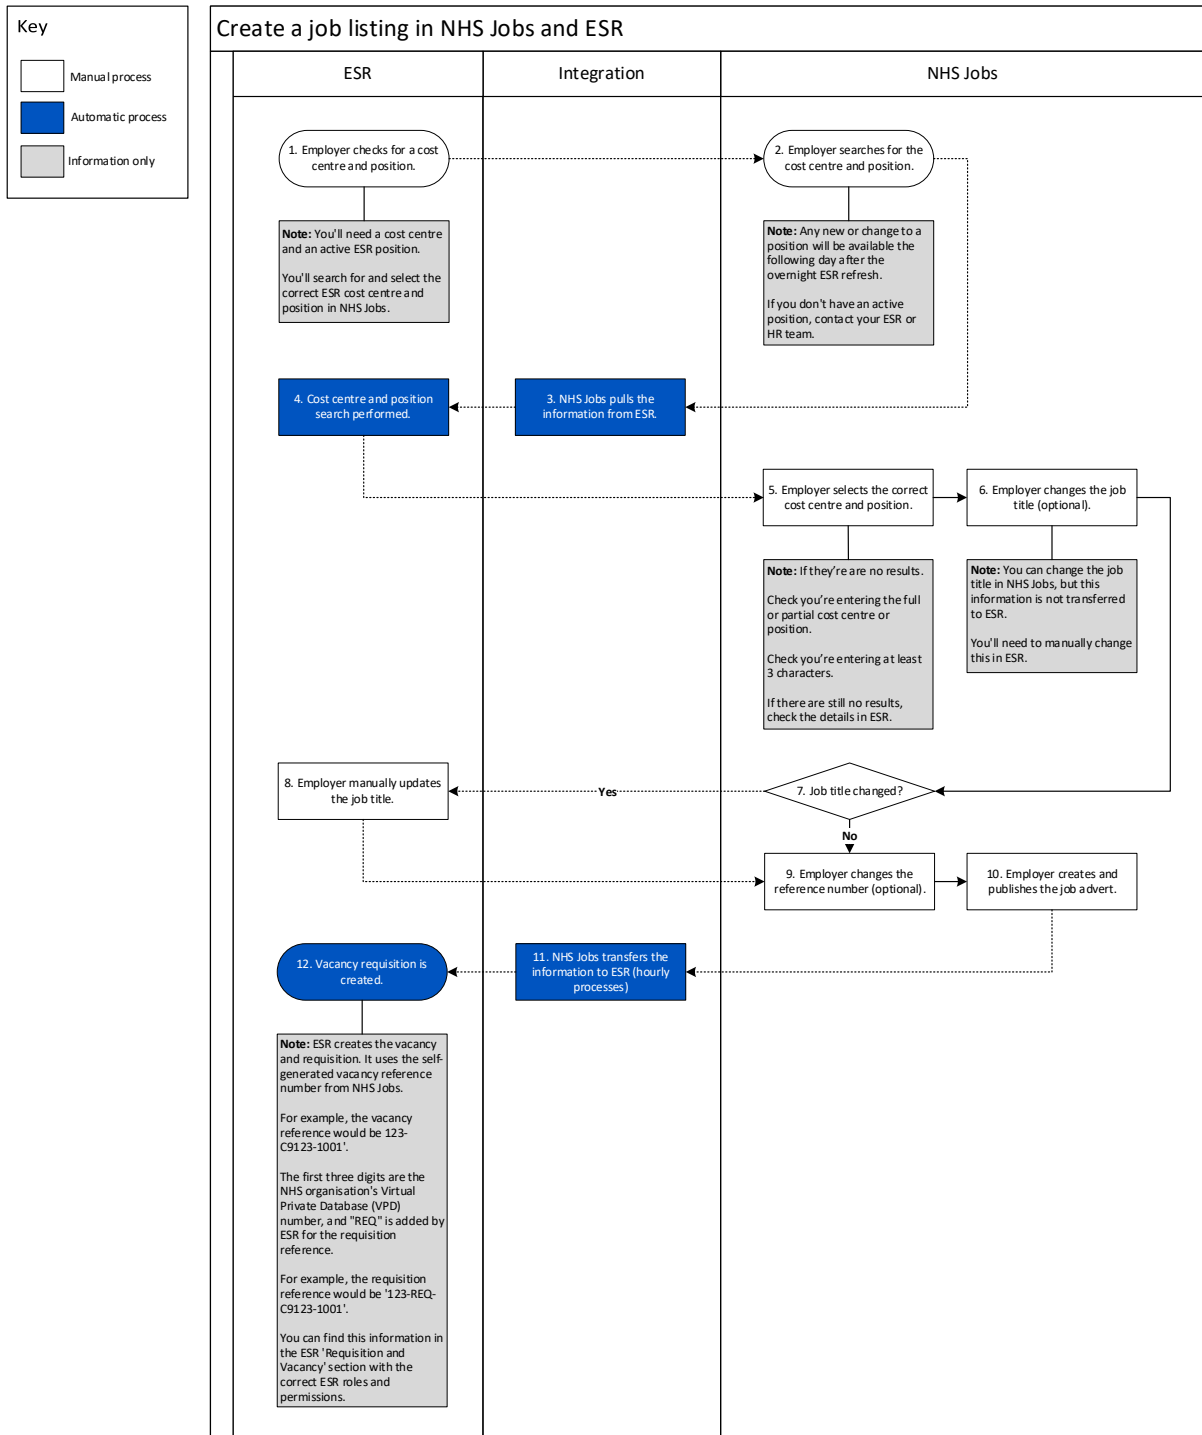 Key
Manual process
Automatic process
Information only
Create a job listing in NHS Jobs and ESR
ESR
Integration
NHS Jobs
1. Employer checks for a cost
centre and position.
2. Employer searches for the
cost centre and position.
Note: You'll need a cost centre
and an active ESR position.
You'll search for and select the
correct ESR cost centre and
position in NHS Jobs.
Note: Any new or change to a
position will be available the
following day after the
overnight ESR refresh.
If you don't have an active
position, contact your ESR or
HR team.
4. Cost centre and position
search performed.
3. NHS Jobs pulls the
information from ESR.
5. Employer selects the correct
cost centre and position.
6. Employer changes the job
title (optional).
Note: If they're are no results.
Check you're entering the full
or partial cost centre or
position.
Check you're entering at least
3 characters.
If there are still no results,
check the details in ESR.
Note: You can change the job
title in NHS Jobs, but this
information is not transferred
to ESR.
You'll need to manually change
this in ESR.
8. Employer manually updates
the job title.
Yes
7. Job title changed?
No
9. Employer changes the
reference number (optional).
10. Employer creates and
publishes the job advert.
12. Vacancy requisition is
created.
11. NHS Jobs transfers the
information to ESR (hourly
processes)
Note: ESR creates the vacancy
and requisition. It uses the self-
generated vacancy reference
number from NHS Jobs.
For example, the vacancy
reference would be 123-
C9123-1001'.
The first three digits are the
NHS organisation's Virtual
Private Database (VPD)
number, and "REQ" is added by
ESR for the requisition
reference.
For example, the requisition
reference would be '123-REQ-
C9123-1001'.
You can find this information in
the ESR 'Requisition and
Vacancy' section with the
correct ESR roles and
permissions.